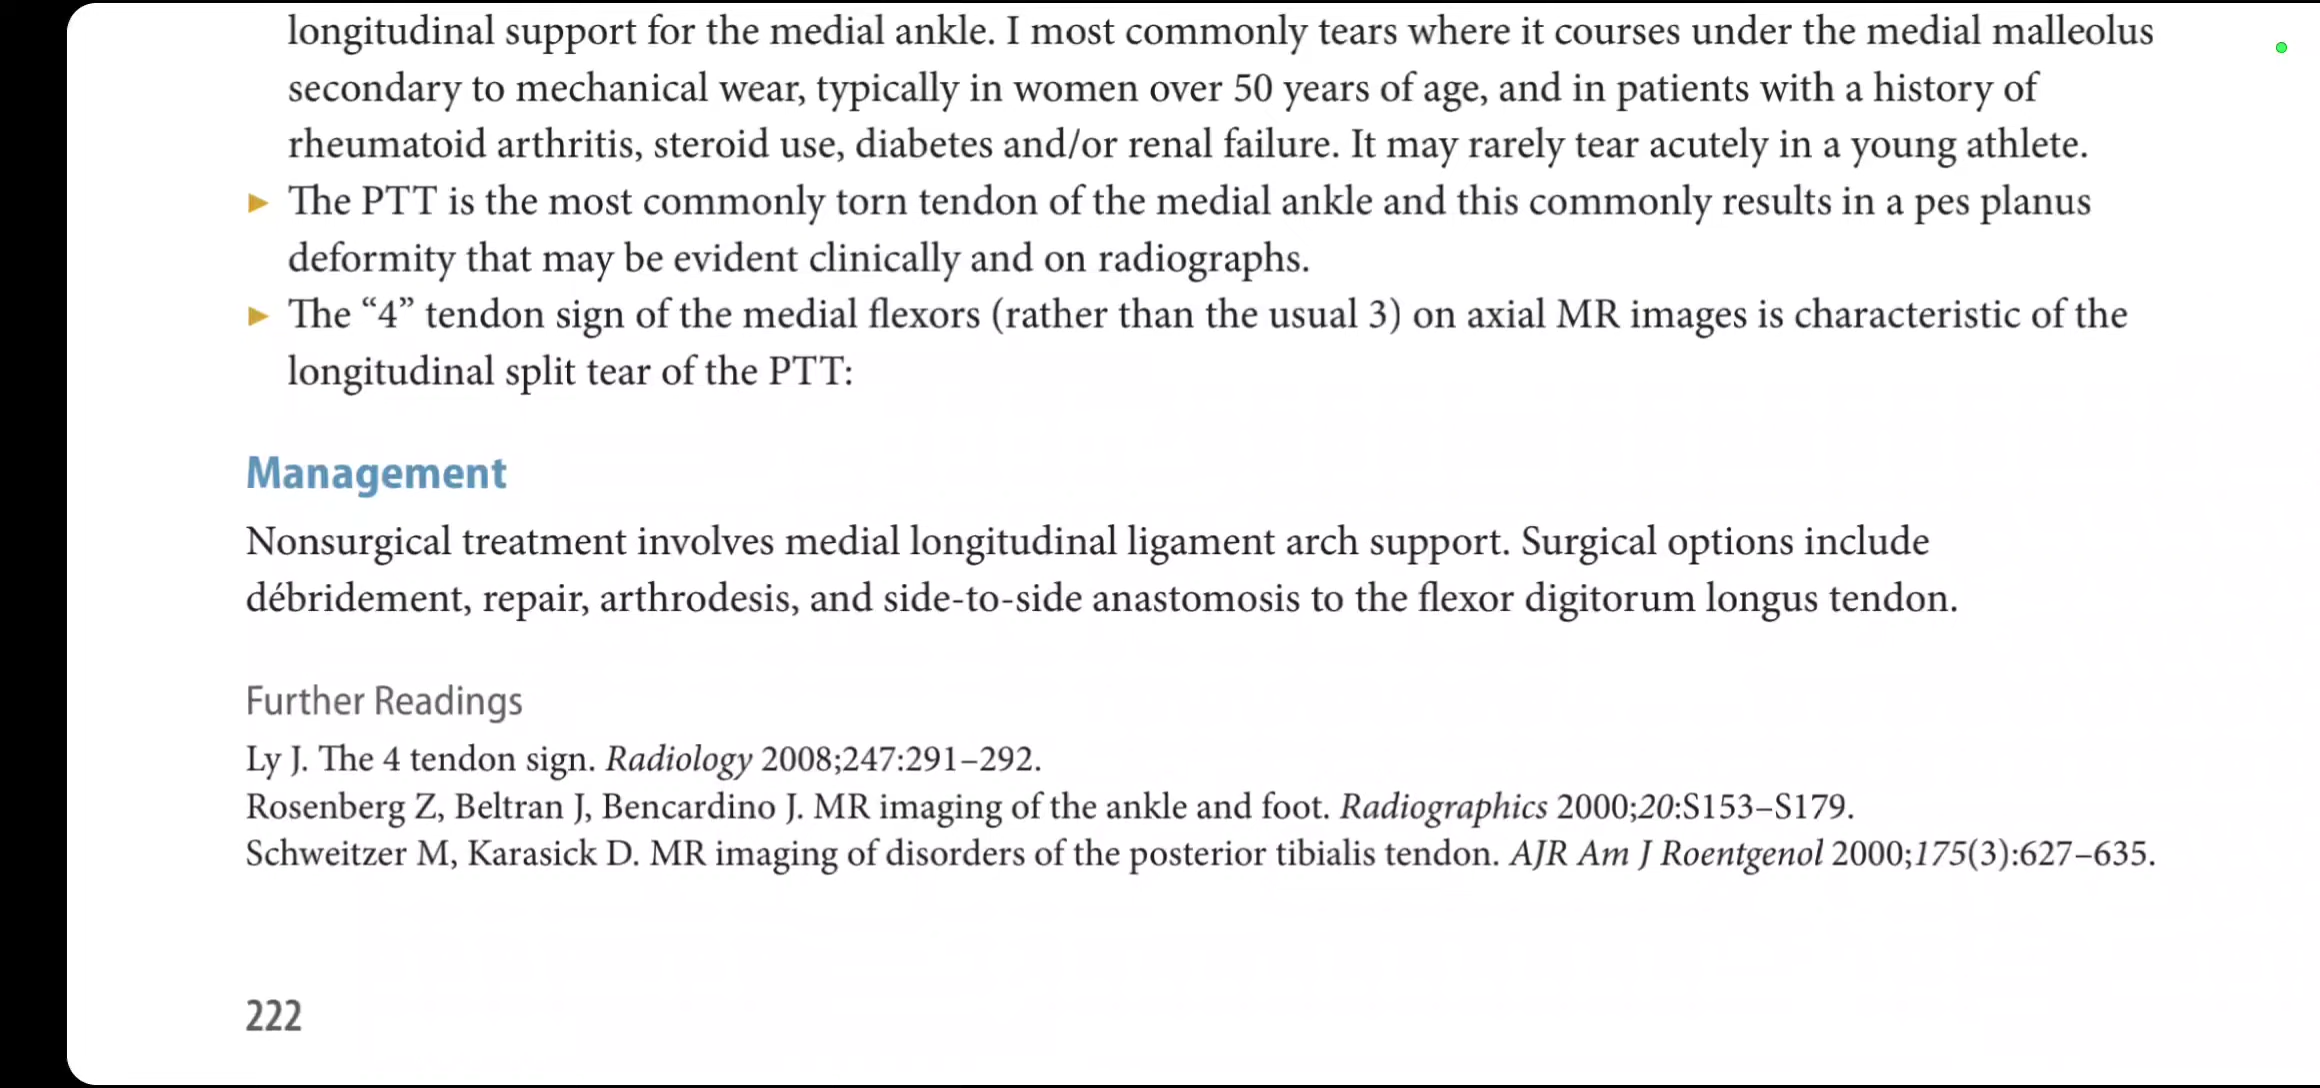 longitudinal support for the medial ankle. I most commonly tears where it courses under the medial malleolus
secondary to mechanical wear, typically in women over 50 years of age, and in patients with a history of
rheumatoid arthritis, steroid use, diabetes and/or renal failure. It may rarely tear acutely in a young athlete.
▶ The PTT is the most commonly torn tendon of the medial ankle and this commonly results in a pes planus
deformity that may be evident clinically and on radiographs.
▶ The “4” tendon sign of the medial flexors (rather than the usual 3) on axial MR images is characteristic of the
longitudinal split tear of the PTT:
Management
Nonsurgical treatment involves medial longitudinal ligament arch support. Surgical options include
débridement, repair, arthrodesis, and side-to-side anastomosis to the flexor digitorum longus tendon.
Further Readings
Ly J. The 4 tendon sign. Radiology 2008;247:291–292.
Rosenberg Z, Beltran J, Bencardino J. MR imaging of the ankle and foot. Radiographics 2000;20:S153–S179.
Schweitzer M, Karasick D. MR imaging of disorders of the posterior tibialis tendon. AJR Am J Roentgenol 2000;175(3):627–635.
222